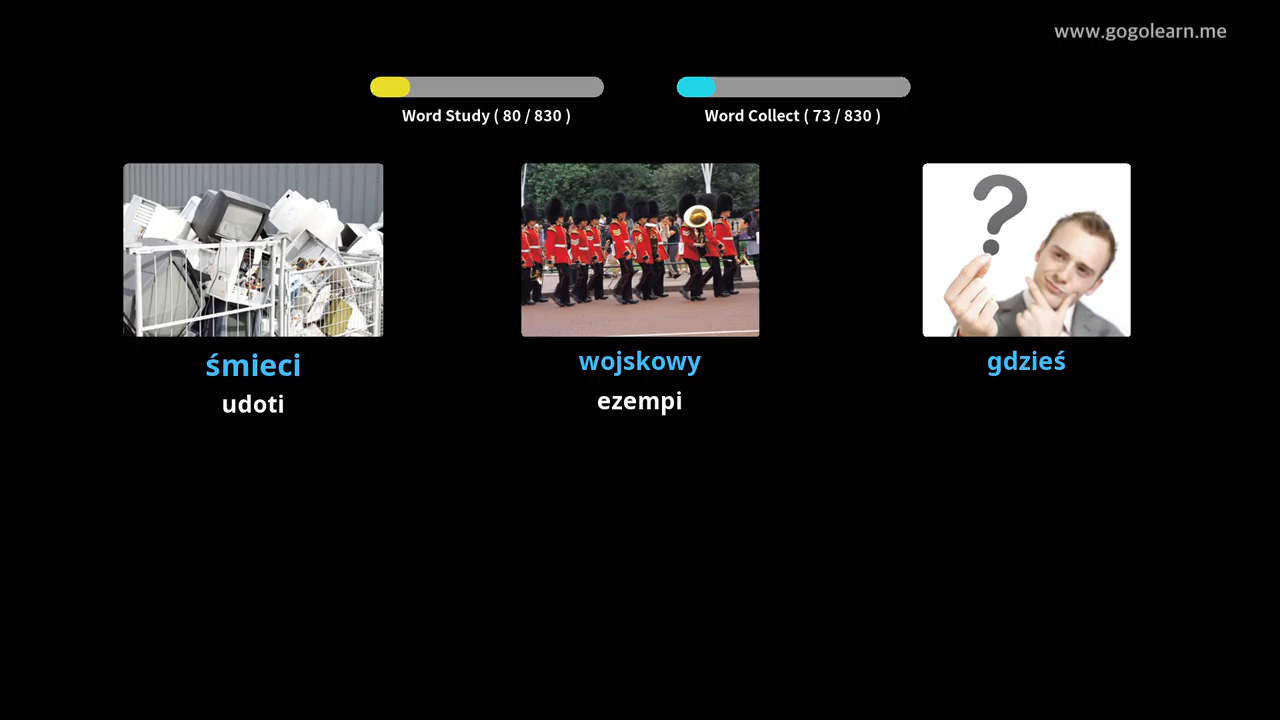 www.gogolearn.me
Word Study ( 80 / 830 )
Word Collect ( 73 / 830 )
śmieci
wojskowy
gdzieś
udoti
ezempi